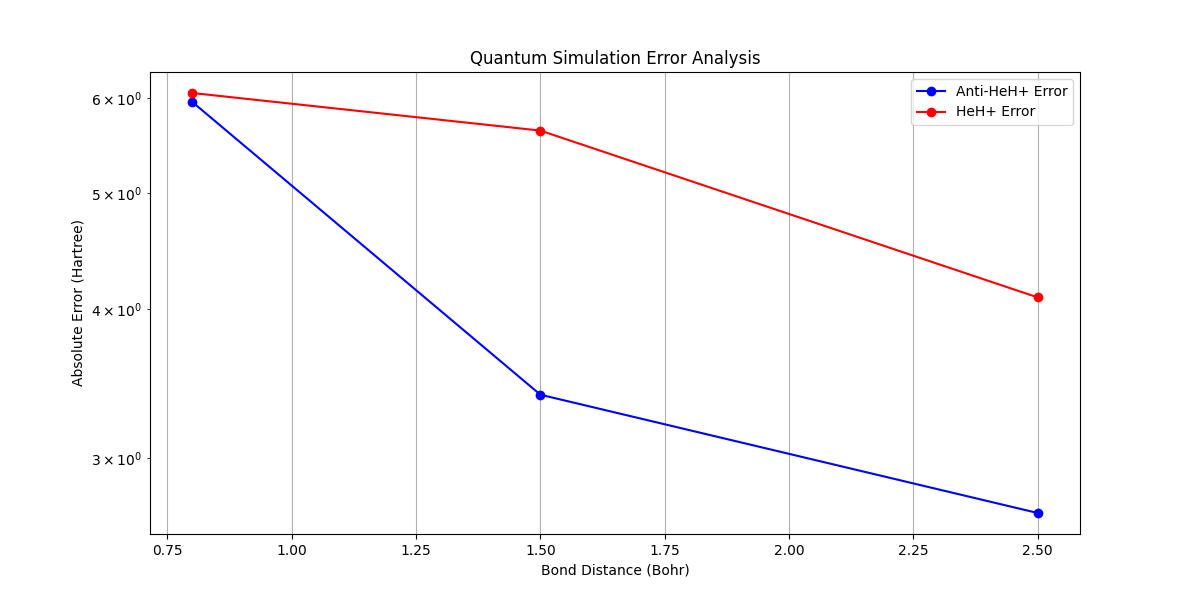 Quantum Simulation Error Analysis
Anti-HeH+ Error
HeH+ Error
Absolute Error (Hartree)
6 × 10⁰
5 × 10⁰
4 × 10⁰
3 × 10⁰
0.75 1.00 1.25 1.50 1.75 2.00 2.25 2.50
Bond Distance (Bohr)